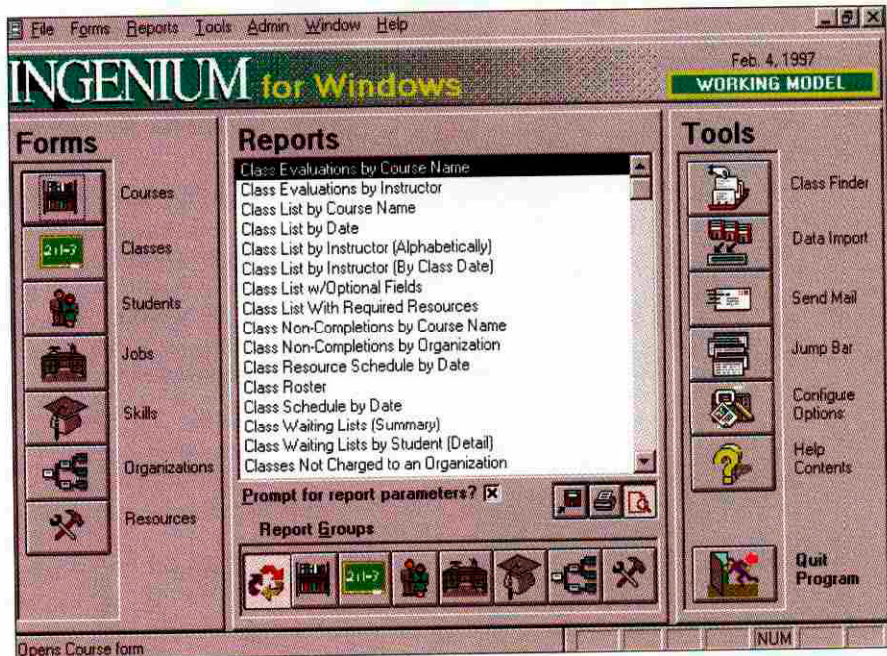 File Forms Reports Tools Admin Window Help
INGENIUM for Windows
Feb. 4, 1997
WORKING MODEL
Forms
Courses
Classes
2+1=?
Students
Jobs
Skills
Organizations
Resources
Reports
Class Evaluations by Course Name
Class Evaluations by Instructor
Class List by Course Name
Class List by Date
Class List by Instructor (Alphabetically)
Class List by Instructor (By Class Date)
Class List w/Optional Fields
Class List With Required Resources
Class Non-Completions by Course Name
Class Non-Completions by Organization
Class Resource Schedule by Date
Class Roster
Class Schedule by Date
Class Waiting Lists (Summary)
Class Waiting Lists by Student (Detail)
Classes Not Charged to an Organization
Prompt for report parameters?
Report Groups
2+1=?
Tools
Class Finder
Data Import
Send Mail
Jump Bar
Configure
Options
Help
Contents
Quit
Program
Opens Course form
NUM